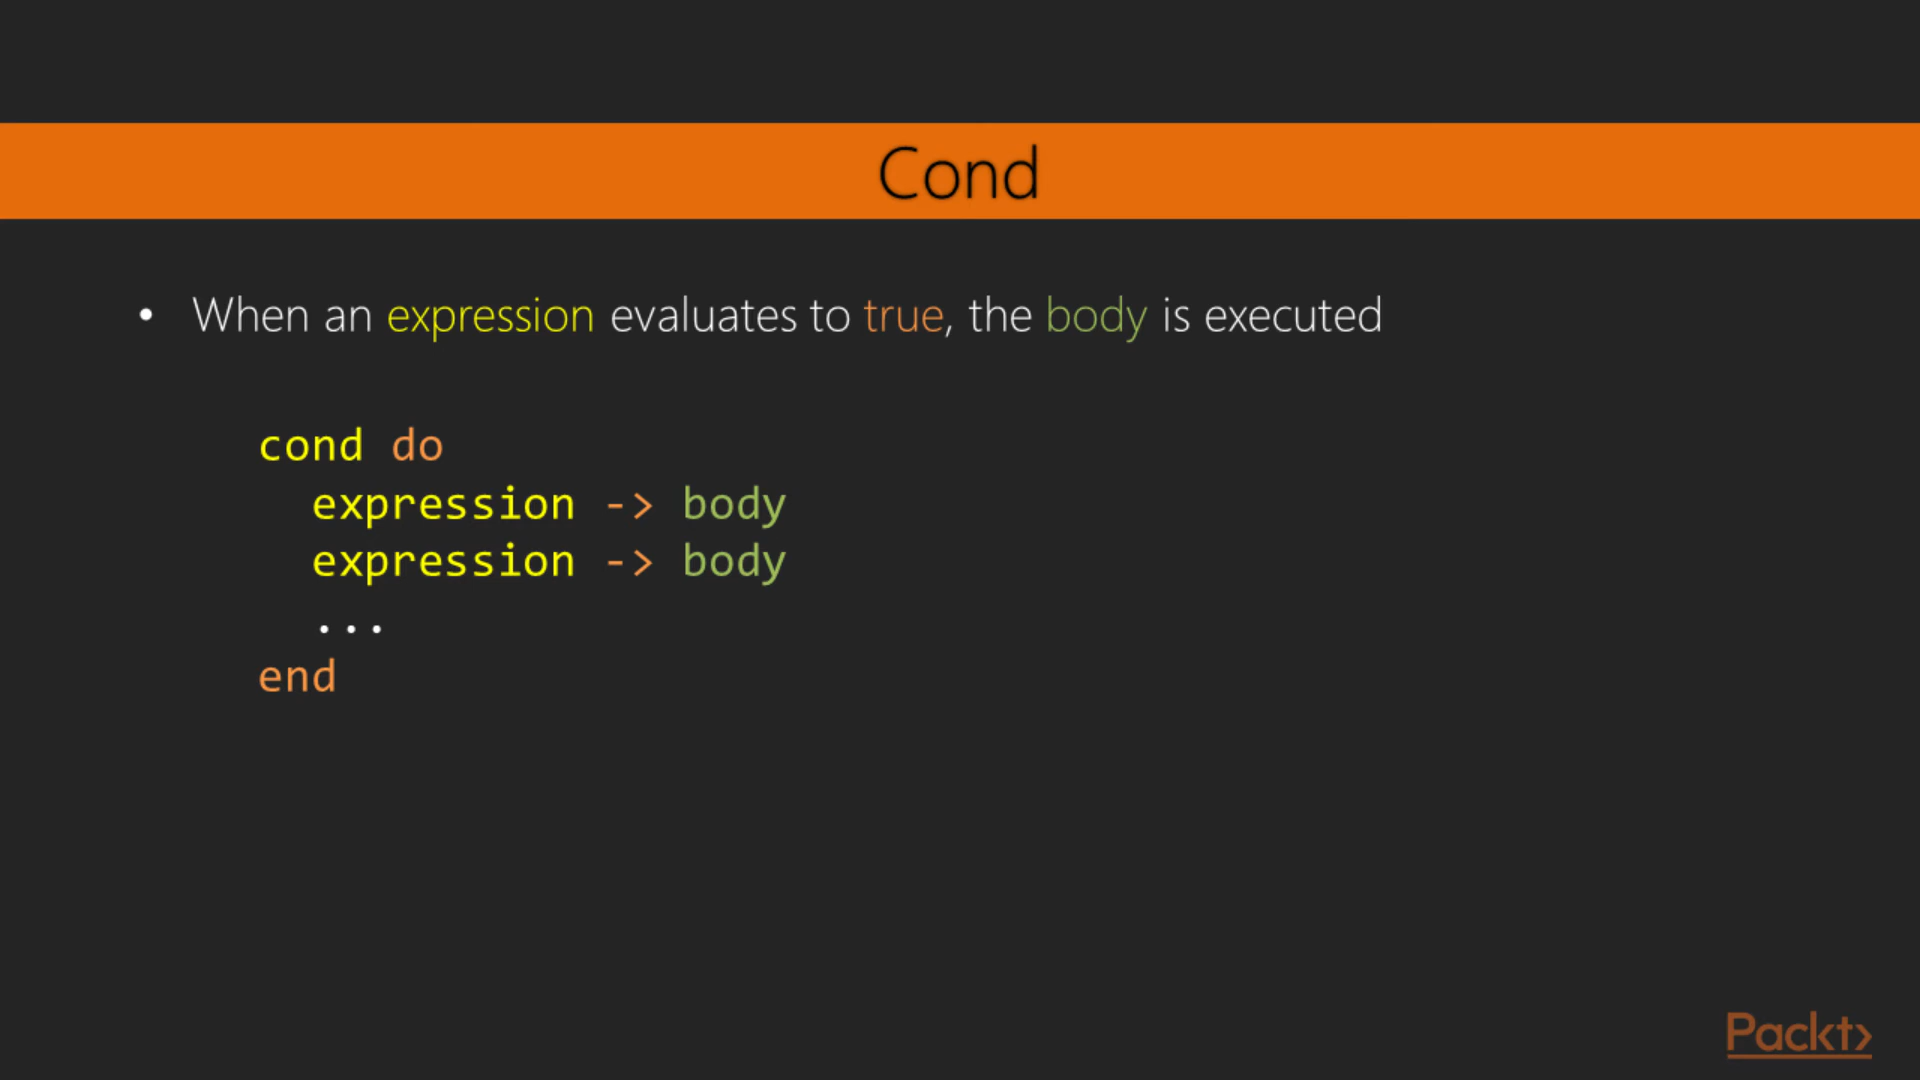 Cond
• When an expression evaluates to true, the body is executed
cond do
expression -> body
expression -> body
...
end
Packt>